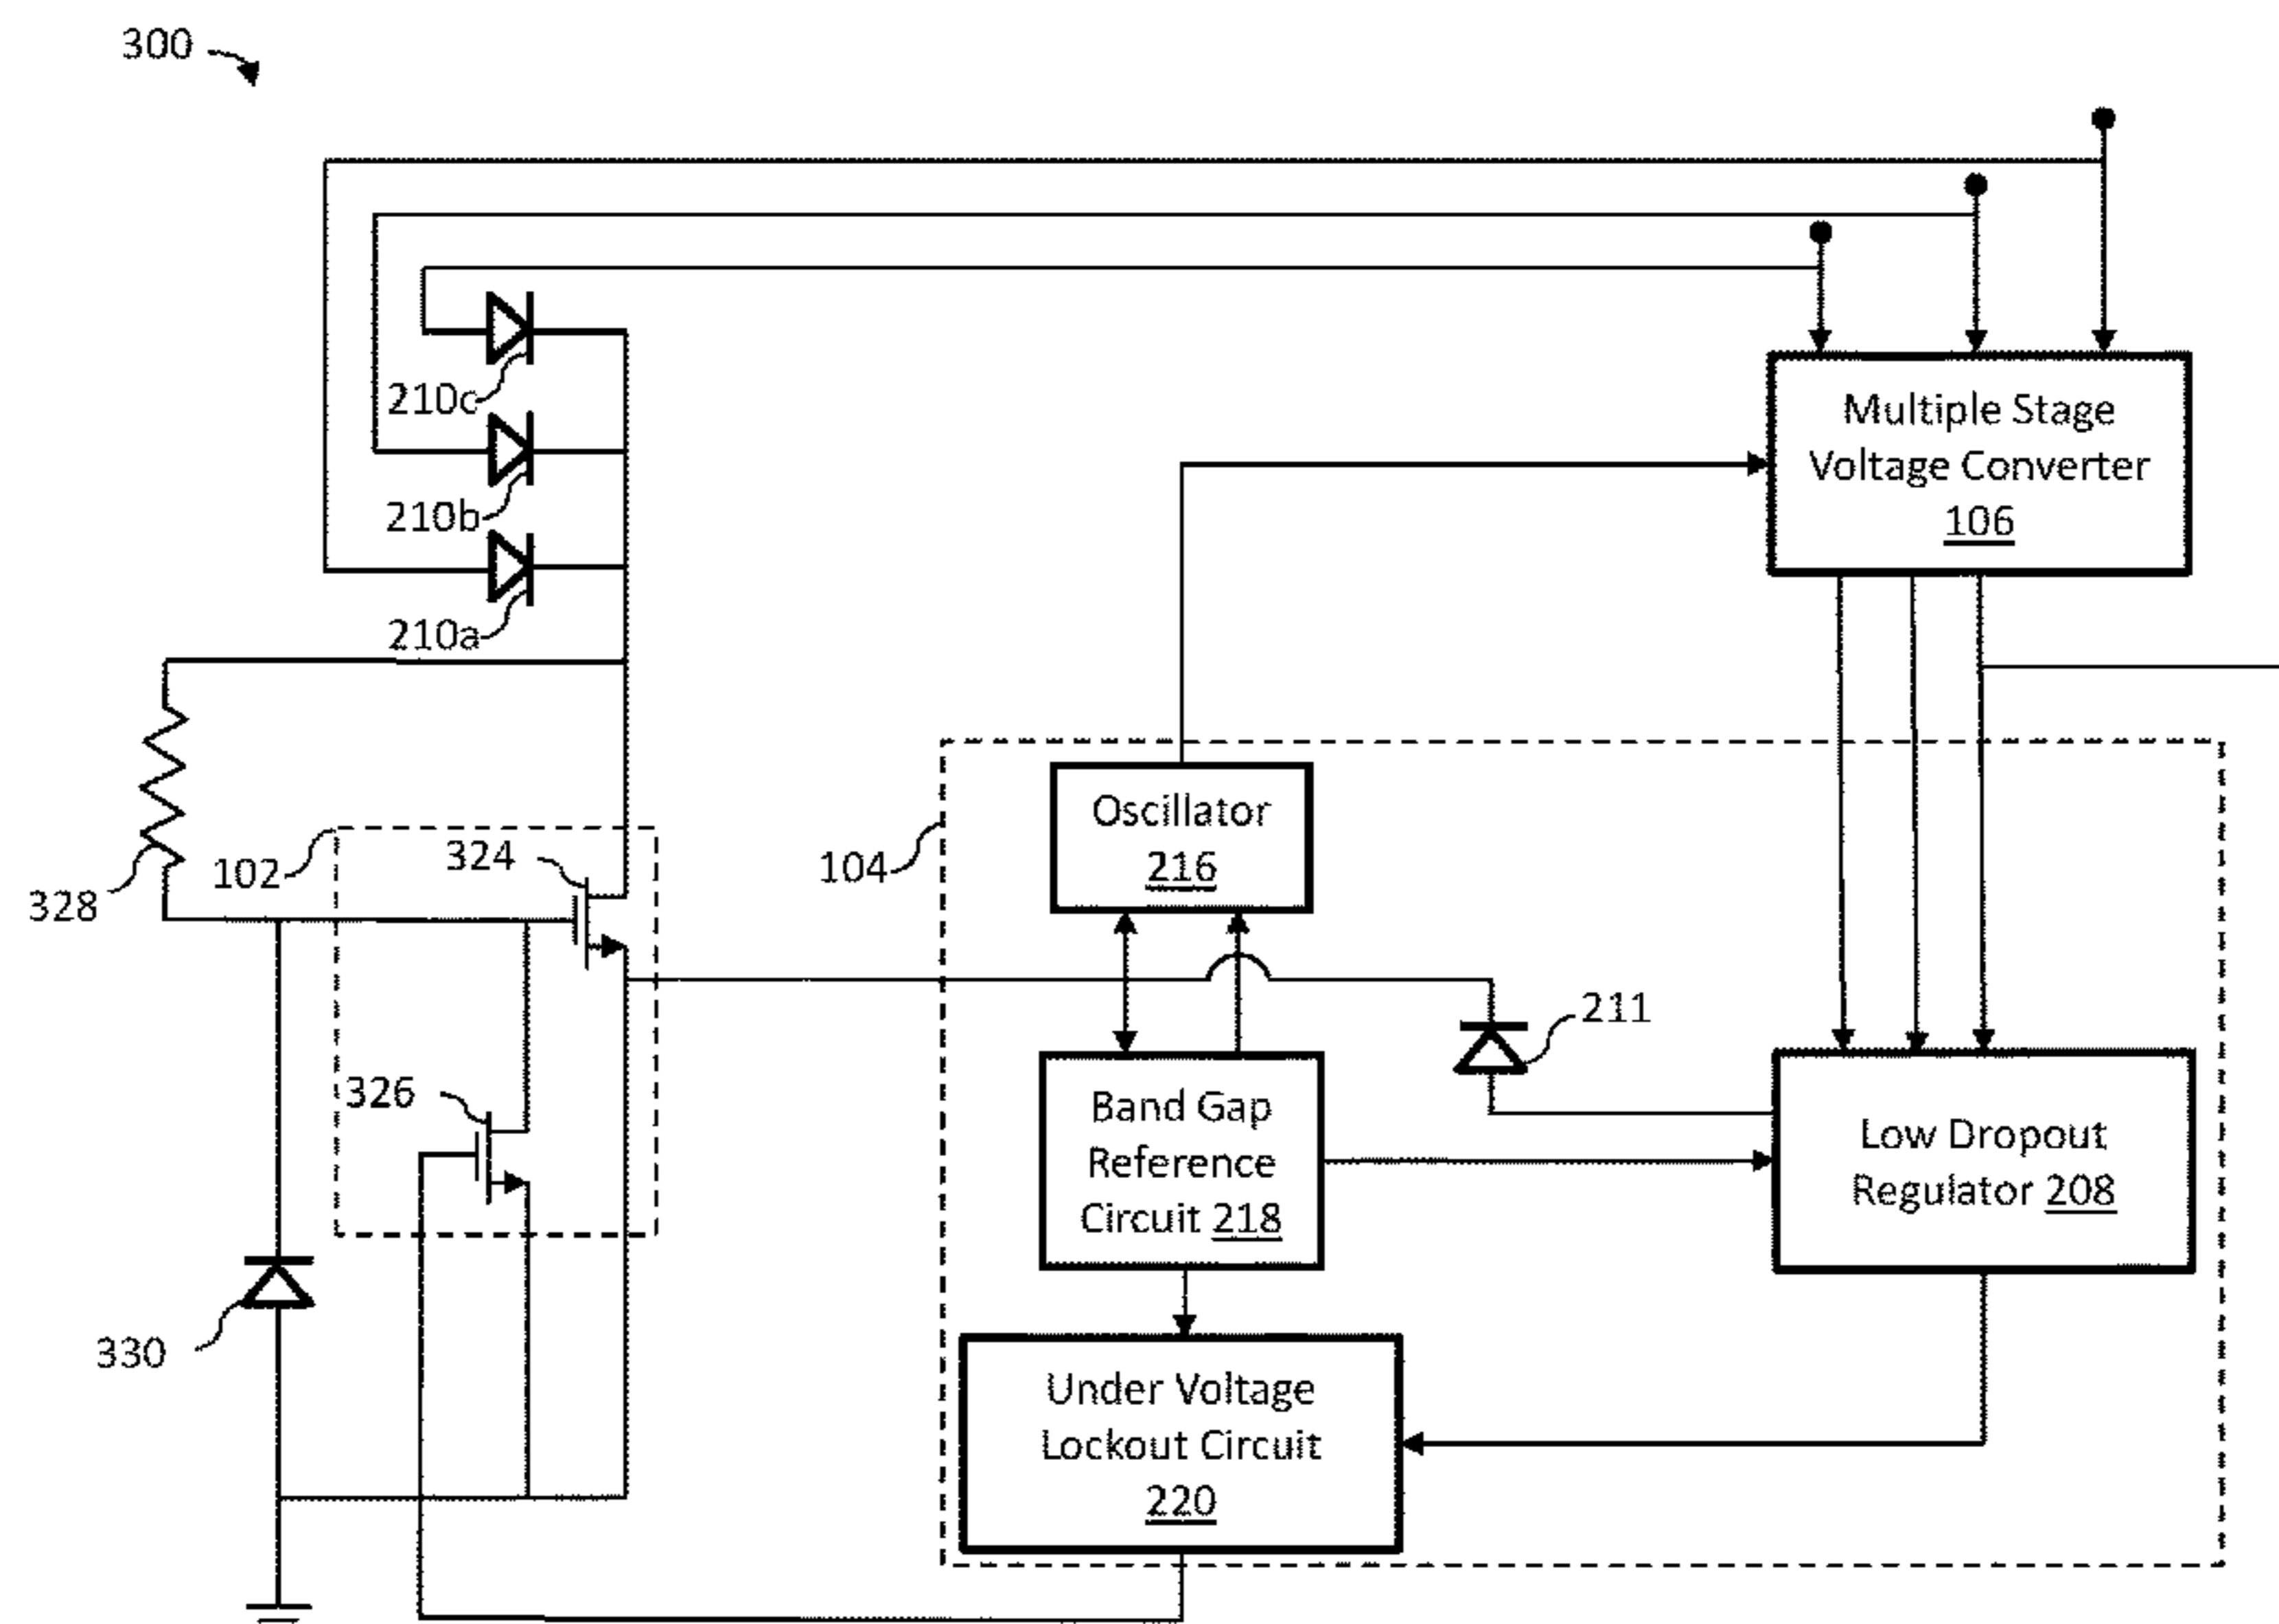 300
210c
210b
210a
Multiple Stage
Voltage Converter
106
328
102
324
104
Oscillator
216
211
326
Band Gap
Reference
Circuit 218
Low Dropout
Regulator 208
330
Under Voltage
Lockout Circuit
220